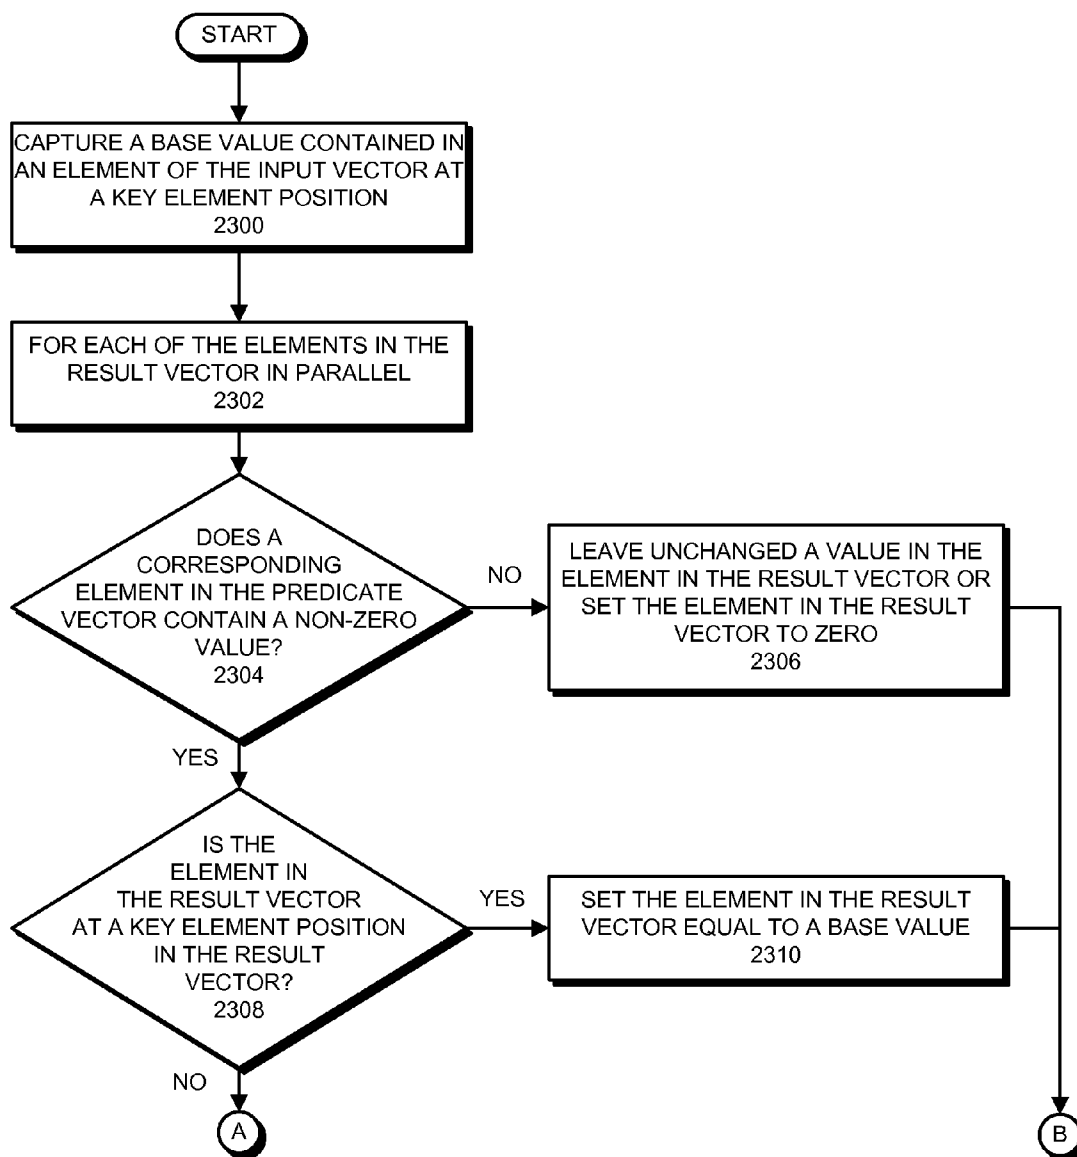 START
CAPTURE A BASE VALUE CONTAINED IN
AN ELEMENT OF THE INPUT VECTOR AT
A KEY ELEMENT POSITION
2300
FOR EACH OF THE ELEMENTS IN THE
RESULT VECTOR IN PARALLEL
2302
DOES A
CORRESPONDING
ELEMENT IN THE PREDICATE
VECTOR CONTAIN A NON-ZERO
VALUE?
2304
NO
LEAVE UNCHANGED A VALUE IN THE
ELEMENT IN THE RESULT VECTOR OR
SET THE ELEMENT IN THE RESULT
VECTOR TO ZERO
2306
YES
IS THE
ELEMENT IN
THE RESULT VECTOR
AT A KEY ELEMENT POSITION
IN THE RESULT
VECTOR?
2308
YES
SET THE ELEMENT IN THE RESULT
VECTOR EQUAL TO A BASE VALUE
2310
NO
A
B